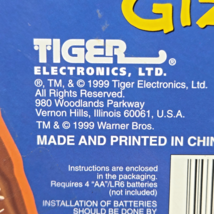 TIGER
ELECTRONICS, LTD.
®, TM, & © 1999 Tiger Electronics, Ltd.
All Rights Reserved.
980 Woodlands Parkway
Vernon Hills, Illinois 60061, U.S.A.
TM & © 1999 Warner Bros.
MADE AND PRINTED IN CHIN
Instructions are enclosed
in the packaging.
Requires 4 "AA"/LR6 batteries
(not included)
INSTALLATION OF BATTERIES
SHOULD BE DONE BY